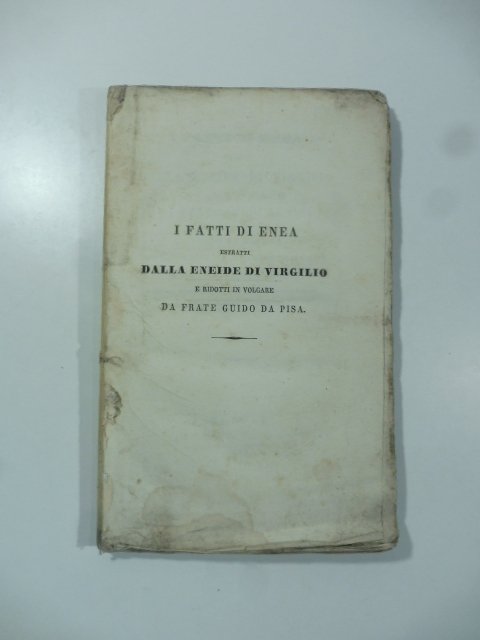 I FATTI DI ENEA
ESTRATTI
DALLA ENEIDE DI VIRGILIO
E RIDOTTI IN VOLGARE
DA FRATE GUIDO DA PISA.